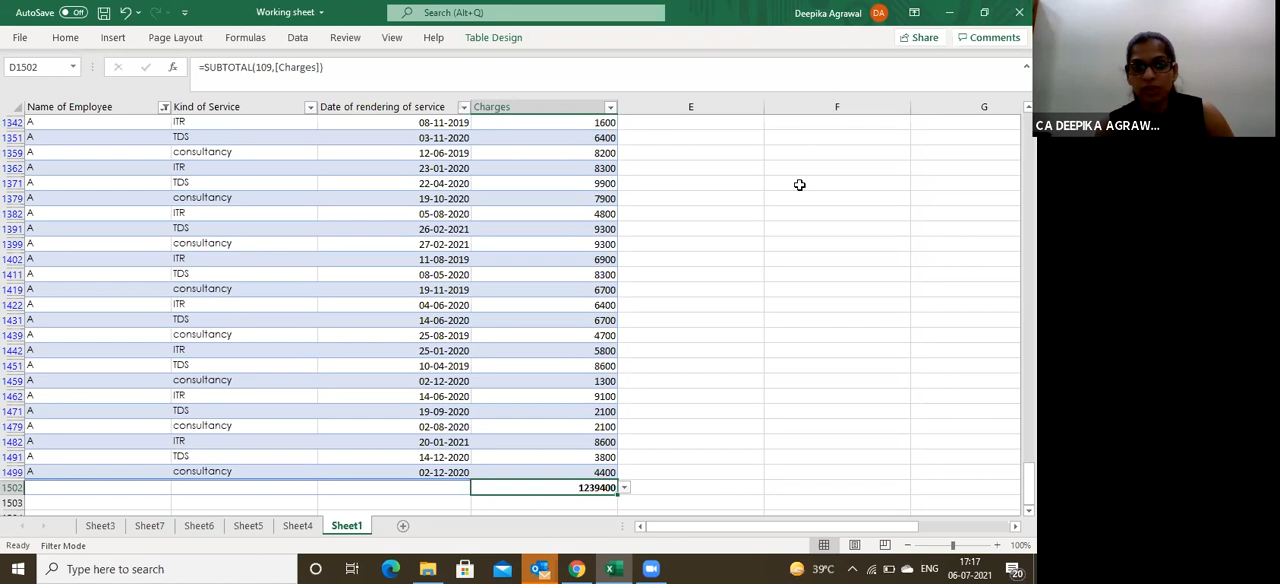 AutoSave Off Working sheet Search (Alt+Q) Deepika Agrawal DA
File Home Insert Page Layout Formulas Data Review View Help Table Design Share Comments
D1502 fx =SUBTOTAL(109,[Charges])
Name of Employee Kind of Service Date of rendering of service Charges E F G
1342 A ITR 08-11-2019 1600
1351 A TDS 03-11-2020 6400
1359 A consultancy 12-06-2019 8200
1362 A ITR 23-01-2020 8300
1371 A TDS 22-04-2020 9900
1379 A consultancy 19-10-2020 7900
1382 A ITR 05-08-2020 4800
1391 A TDS 26-02-2021 9300
1399 A consultancy 27-02-2021 9300
1402 A ITR 11-08-2019 6900
1411 A TDS 08-05-2020 8300
1419 A consultancy 19-11-2019 6700
1422 A ITR 04-06-2020 6400
1431 A TDS 14-06-2020 6700
1439 A consultancy 25-08-2019 4700
1442 A ITR 25-01-2020 5800
1451 A TDS 10-04-2019 8600
1459 A consultancy 02-12-2020 1300
1462 A ITR 14-06-2020 9100
1471 A TDS 19-09-2020 2100
1479 A consultancy 02-08-2020 2100
1482 A ITR 20-01-2021 8600
1491 A TDS 14-12-2020 3800
1499 A consultancy 02-12-2020 4400
1502 1239400
1503
Sheet3 Sheet7 Sheet6 Sheet5 Sheet4 Sheet1
Ready Filter Mode 100%
Type here to search 39°C ENG 17:17
06-07-2021 20
CA DEEPIKA AGRAW...